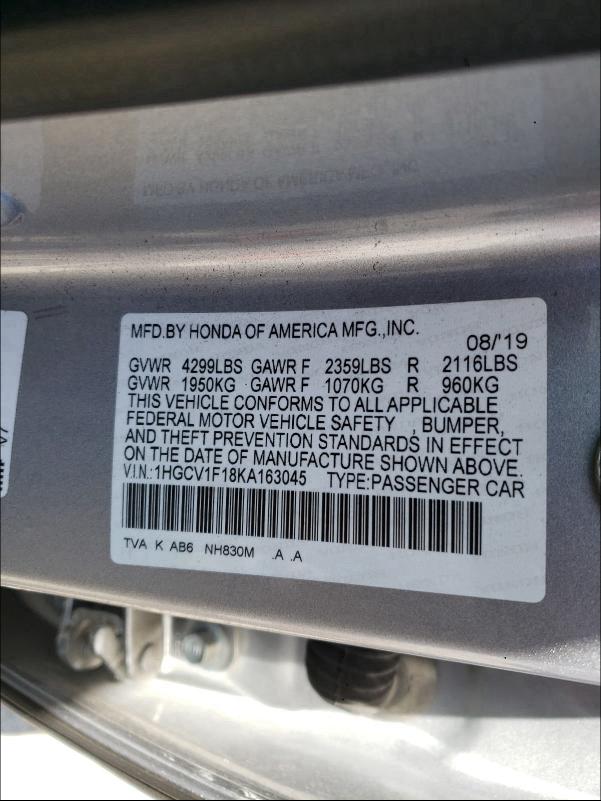 MFD.BY HONDA OF AMERICA MFG.,INC. 08/'19
GVWR 4299LBS GAWR F 2359LBS R 2116LBS
GVWR 1950KG GAWR F 1070KG R 960KG
THIS VEHICLE CONFORMS TO ALL APPLICABLE
FEDERAL MOTOR VEHICLE SAFETY , BUMPER,
AND THEFT PREVENTION STANDARDS IN EFFECT
ON THE DATE OF MANUFACTURE SHOWN ABOVE.
V.I.N.:1HGCV1F18KA163045 TYPE:PASSENGER CAR
TVA K AB6 NH830M .A .A